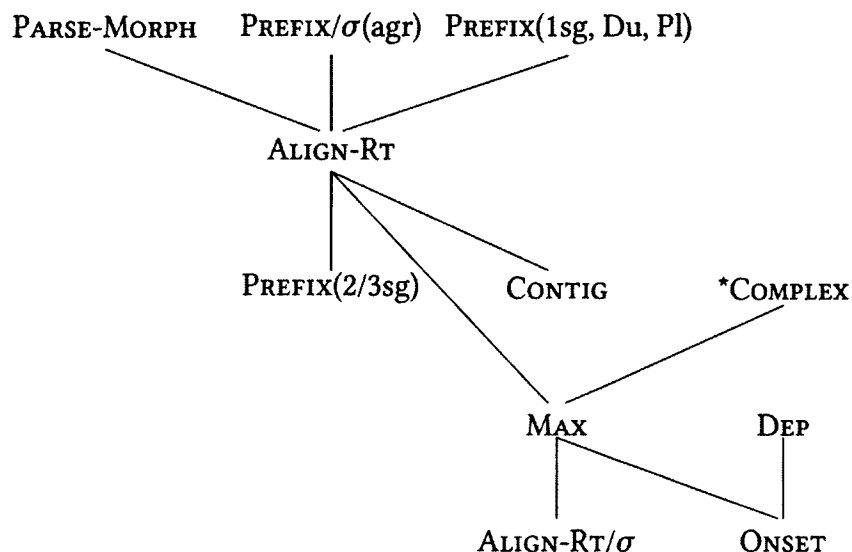 PARSE-MORPH PREFIX/σ(agr) PREFIX(1sg, Du, Pl)
ALIGN-RT
PREFIX(2/3sg) CONTIG *COMPLEX
MAX DEP
ALIGN-RT/σ ONSET